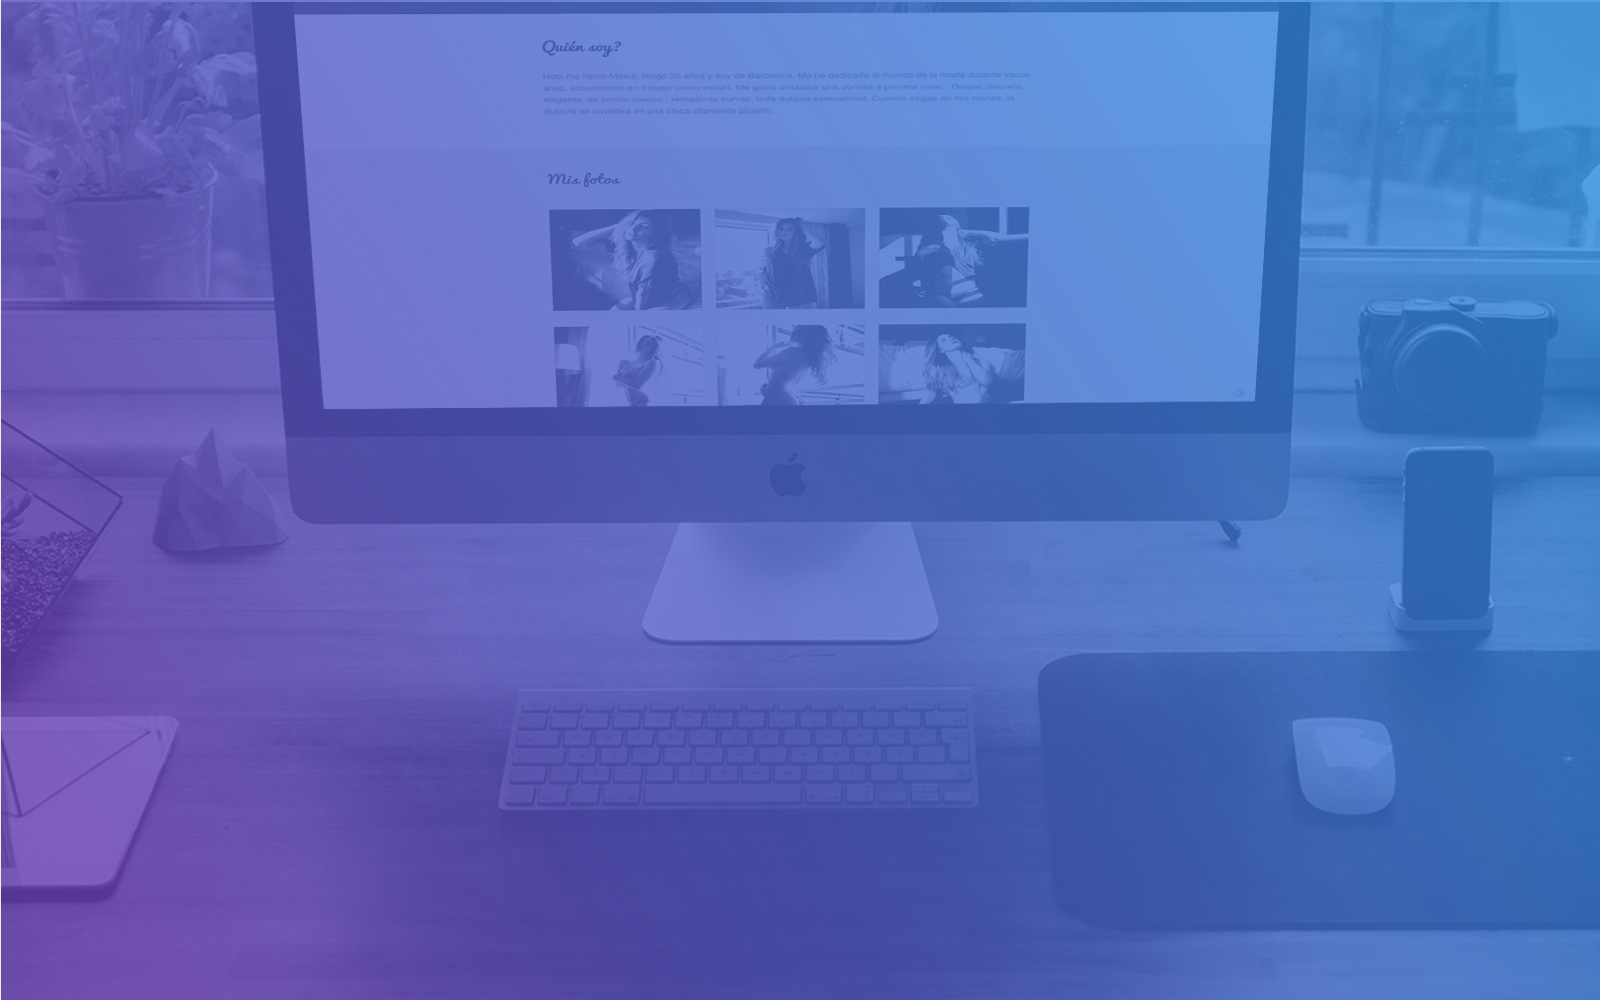 Quién soy?
Hola me llamo Mireia, tengo 26 años y soy de Barcelona. Me he dedicado al mundo de la moda durante varios
años, actualmente en trabajo como escort. Me gusta arrebatar una sonrisa a primera vista... Guapa, discreta,
elegante, de bonito cuerpo , tentadoras curvas, toda dulzura sensualidad. Cuando caigas en mis manos, la
dulzura se covertirá en una chica altamente picante.
Mis fotos